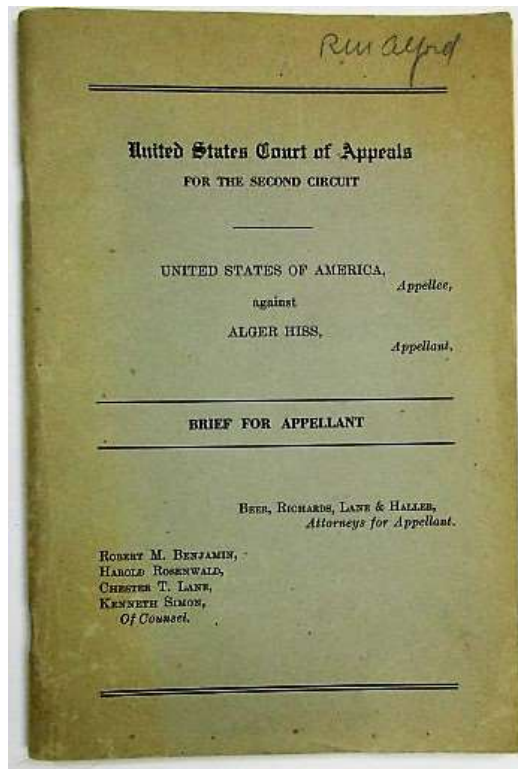 RM Alford
United States Court of Appeals
FOR THE SECOND CIRCUIT
UNITED STATES OF AMERICA,
Appellee,
against
ALGER HISS,
Appellant.
BRIEF FOR APPELLANT
BEER, RICHARDS, LANE & HALLER,
Attorneys for Appellant.
ROBERT M. BENJAMIN,
HAROLD ROSENWALD,
CHESTER T. LANE,
KENNETH SIMON,
Of Counsel.